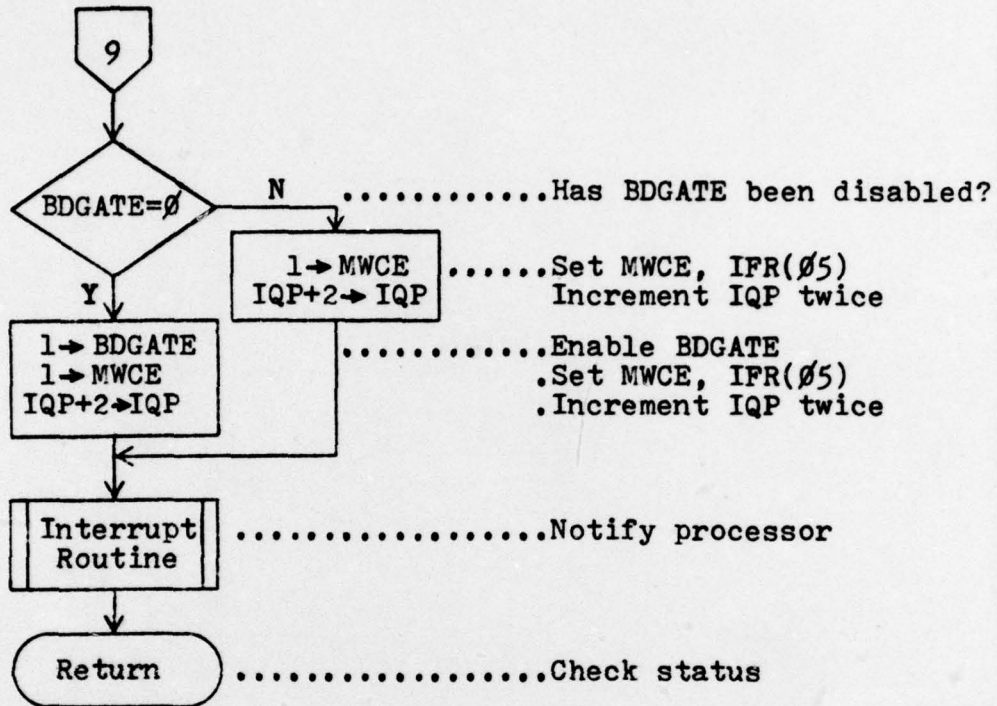 9
BDGATE=Ø
N
............Has BDGATE been disabled?
1→ MWCE
IQP+2→ IQP
......Set MWCE, IFR(Ø5)
Increment IQP twice
Y
1→ BDGATE
1→ MWCE
IQP+2→IQP
............Enable BDGATE
.Set MWCE, IFR(Ø5)
.Increment IQP twice
Interrupt
Routine
..................Notify processor
Return
..................Check status